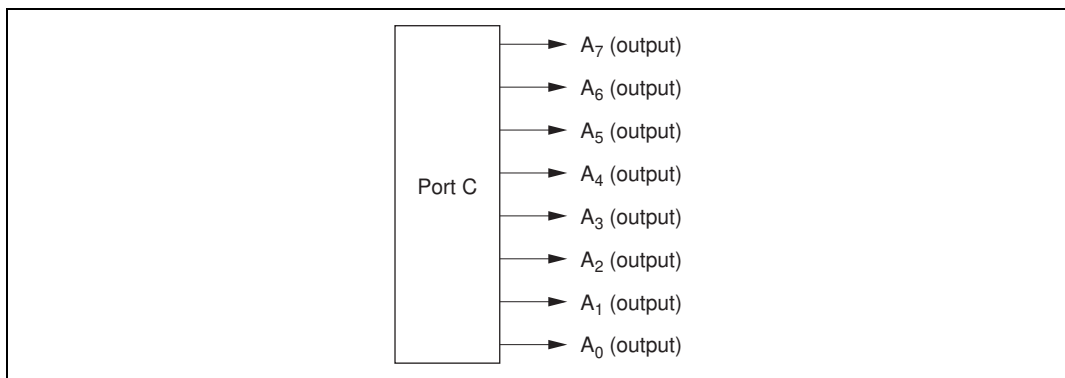 A₇ (output)
A₆ (output)
A₅ (output)
A₄ (output)
Port C
A₃ (output)
A₂ (output)
A₁ (output)
A₀ (output)